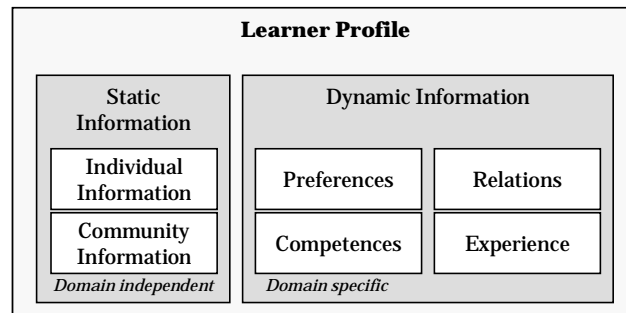 Learner Profile
Static
Information
Individual
Information
Community
Information
Domain independent
Dynamic Information
Preferences
Relations
Competences
Experience
Domain specific